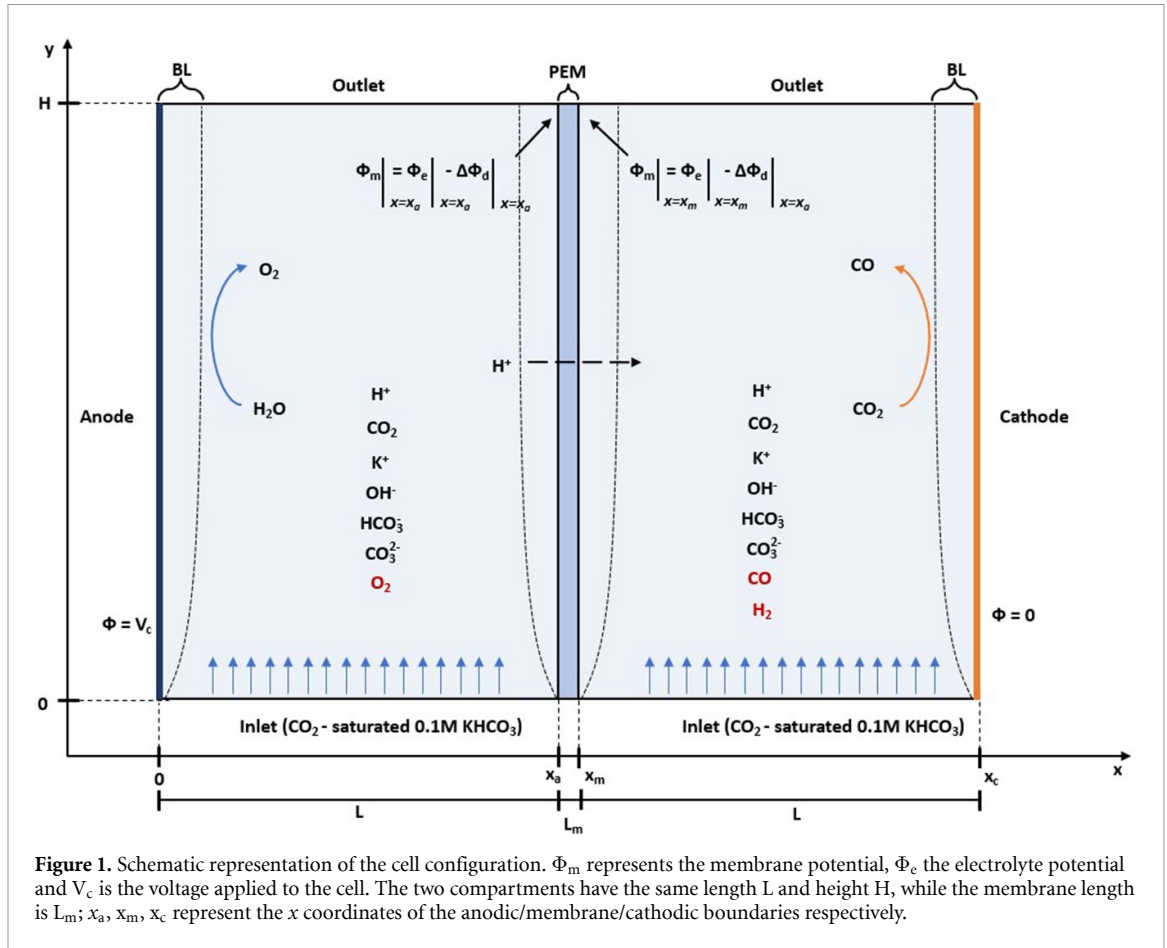 y
BL
Outlet
PEM
Outlet
BL
H
Φm| = Φe| - ΔΦd|
x=xa x=xa x=xa
Φm| = Φe| - ΔΦd|
x=xm x=xm x=xa
O2
CO
H+
H2O
CO2
Anode
Cathode
H+
CO2
K+
OH-
HCO3-
CO3 2-
O2
H+
CO2
K+
OH-
HCO3-
CO3 2-
CO
H2
Φ = Vc
Φ = 0
0
Inlet (CO2 - saturated 0.1M KHCO3)
Inlet (CO2 - saturated 0.1M KHCO3)
0
xa
xm
xc
x
L
Lm
L
Figure 1. Schematic representation of the cell configuration. Φm represents the membrane potential, Φe the electrolyte potential
and Vc is the voltage applied to the cell. The two compartments have the same length L and height H, while the membrane length
is Lm; xa, xm, xc represent the x coordinates of the anodic/membrane/cathodic boundaries respectively.